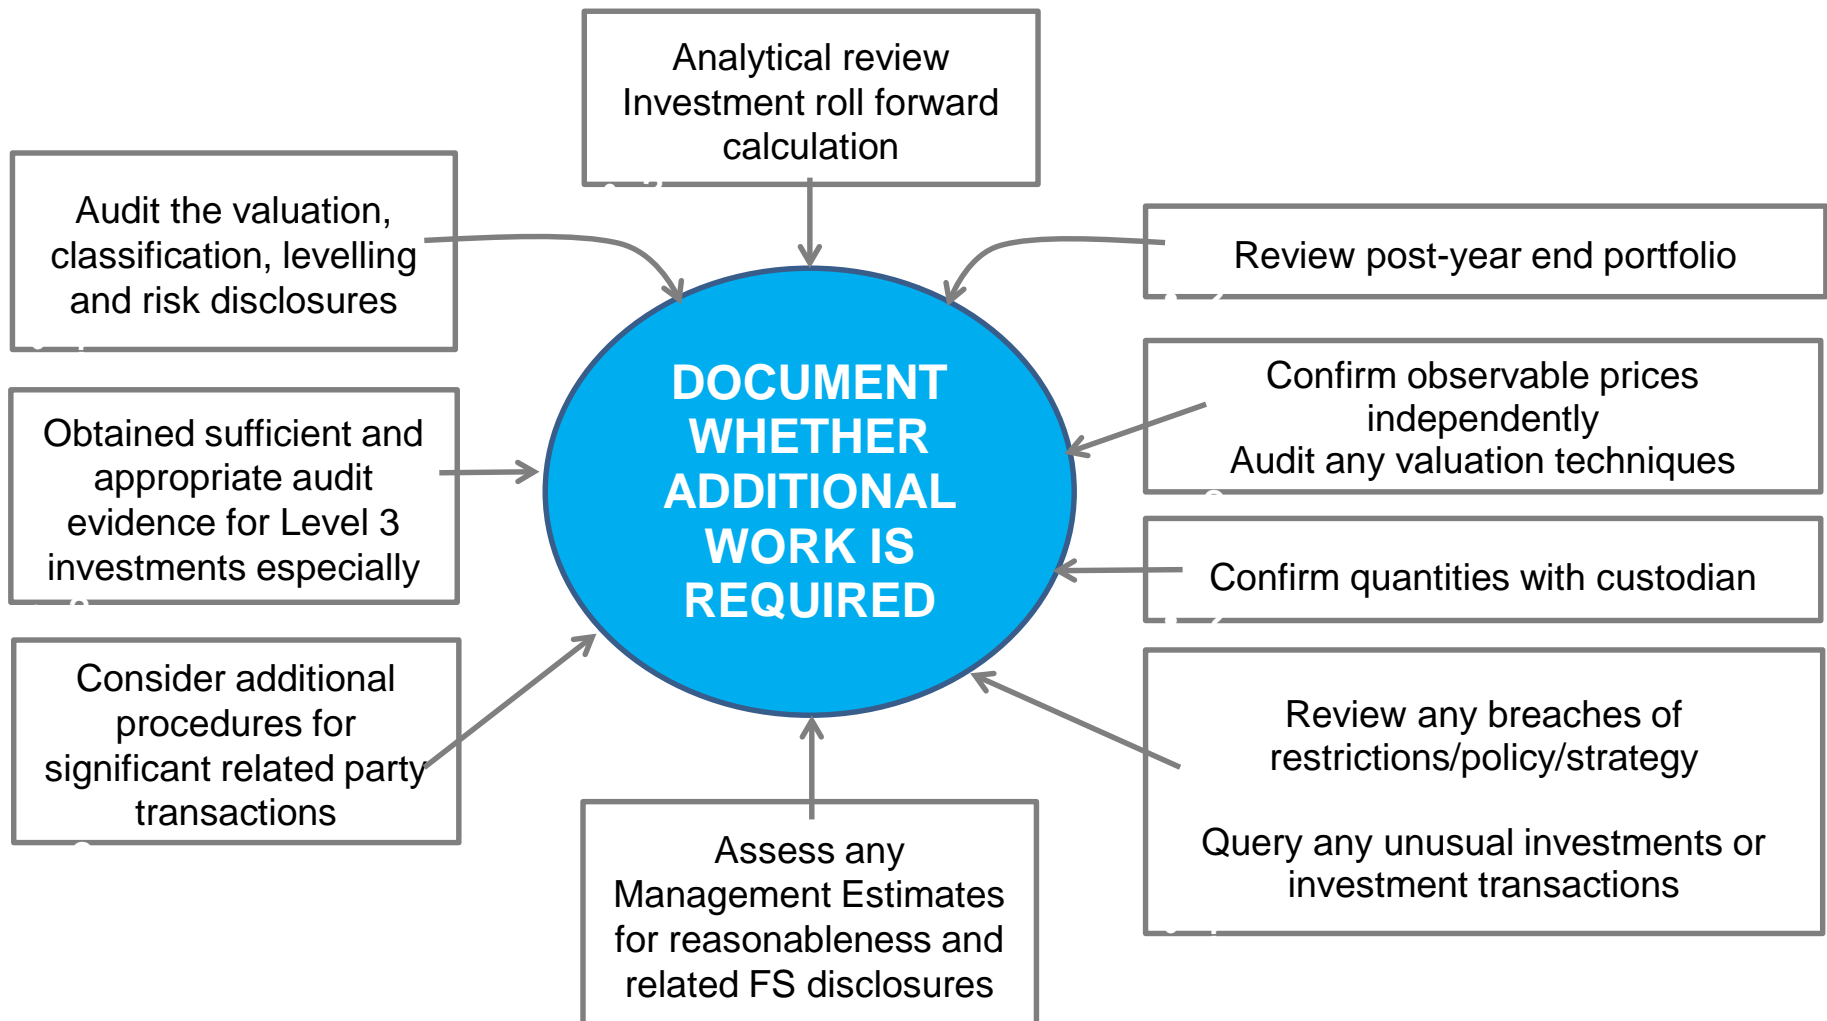 Analytical review
Investment roll forward
calculation
Audit the valuation,
classification, levelling
and risk disclosures
Review post-year end portfolio
Confirm observable prices
independently
Audit any valuation techniques
Obtained sufficient and
appropriate audit
evidence for Level 3
investments especially
DOCUMENT
WHETHER
ADDITIONAL
WORK IS
REQUIRED
Confirm quantities with custodian
Consider additional
procedures for
significant related party
transactions
Review any breaches of
restrictions/policy/strategy
Query any unusual investments or
investment transactions
Assess any
Management Estimates
for reasonableness and
related FS disclosures